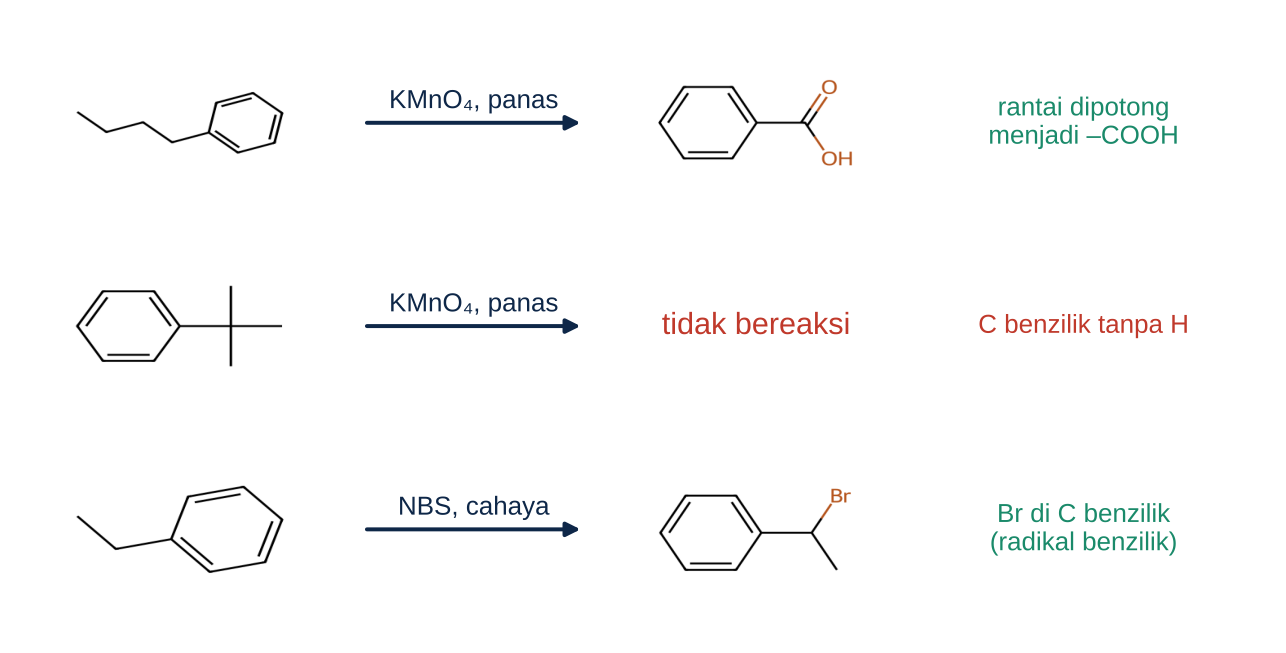 KMnO₄, panas
O
OH
rantai dipotong
menjadi –COOH
KMnO₄, panas
tidak bereaksi
C benzilik tanpa H
NBS, cahaya
Br
Br di C benzilik
(radikal benzilik)